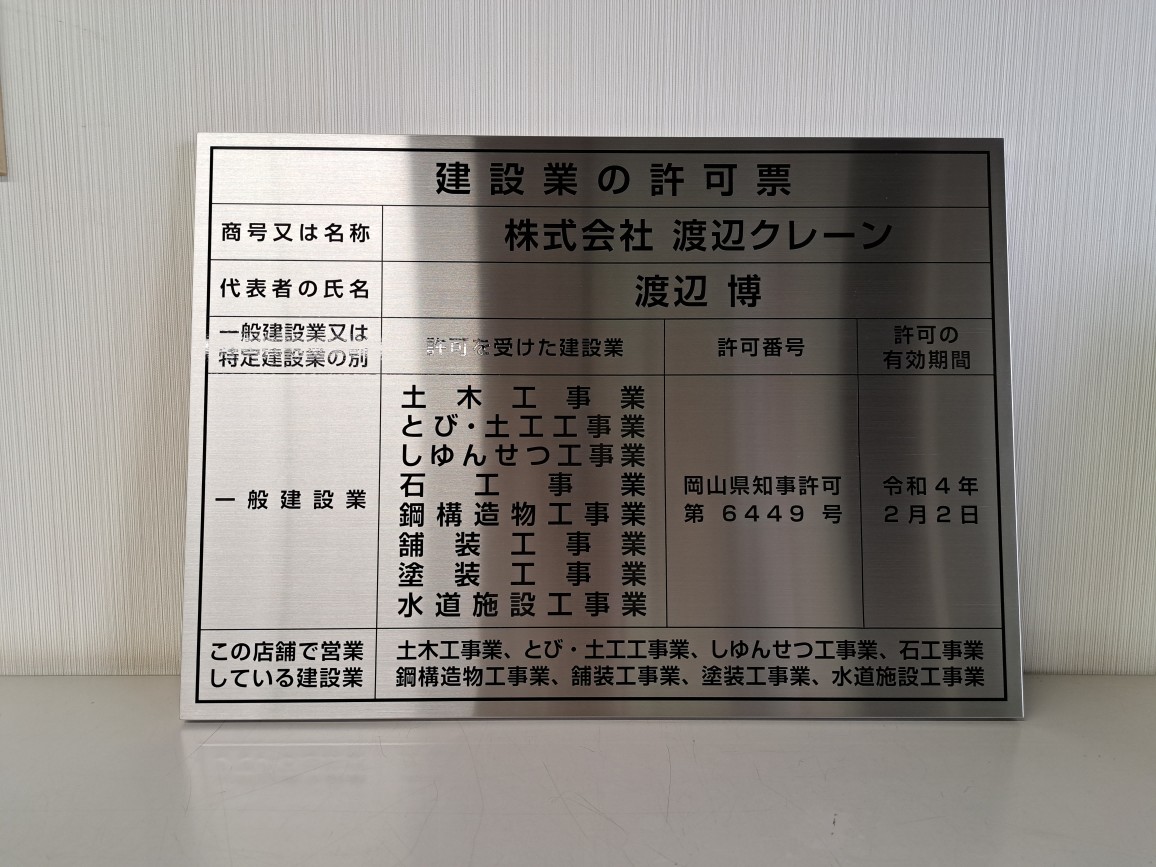 建設業の許可票
商号又は名称
株式会社 渡辺クレーン
代表者の氏名
渡辺 博
一般建設業又は
特定建設業の別
許可を受けた建設業
許可番号
許可の
有効期間
一般建設業
土木工事業
とび・土工工事業
しゆんせつ工事業
石工事業
鋼構造物工事業
舗装工事業
塗装工事業
水道施設工事業
岡山県知事許可
第 6449 号
令和4年
2月2日
この店舗で営業
している建設業
土木工事業、とび・土工工事業、しゆんせつ工事業、石工事業
鋼構造物工事業、舗装工事業、塗装工事業、水道施設工事業